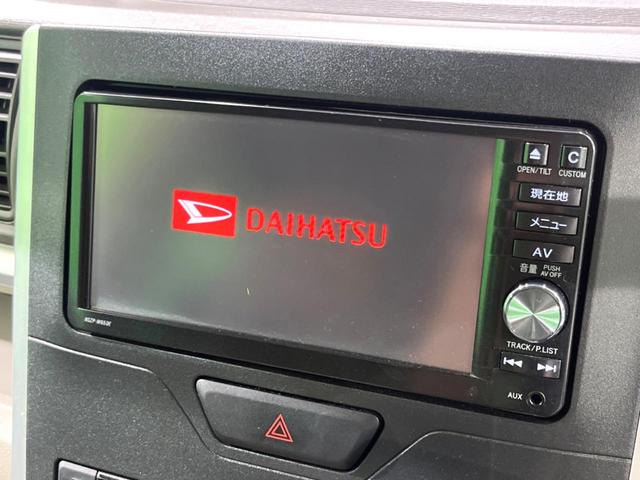 DAIHATSU
OPEN/TILT
C
CUSTOM
現在地
メニュー
AV
音量 PUSH AV OFF
TRACK/P.LIST
AUX